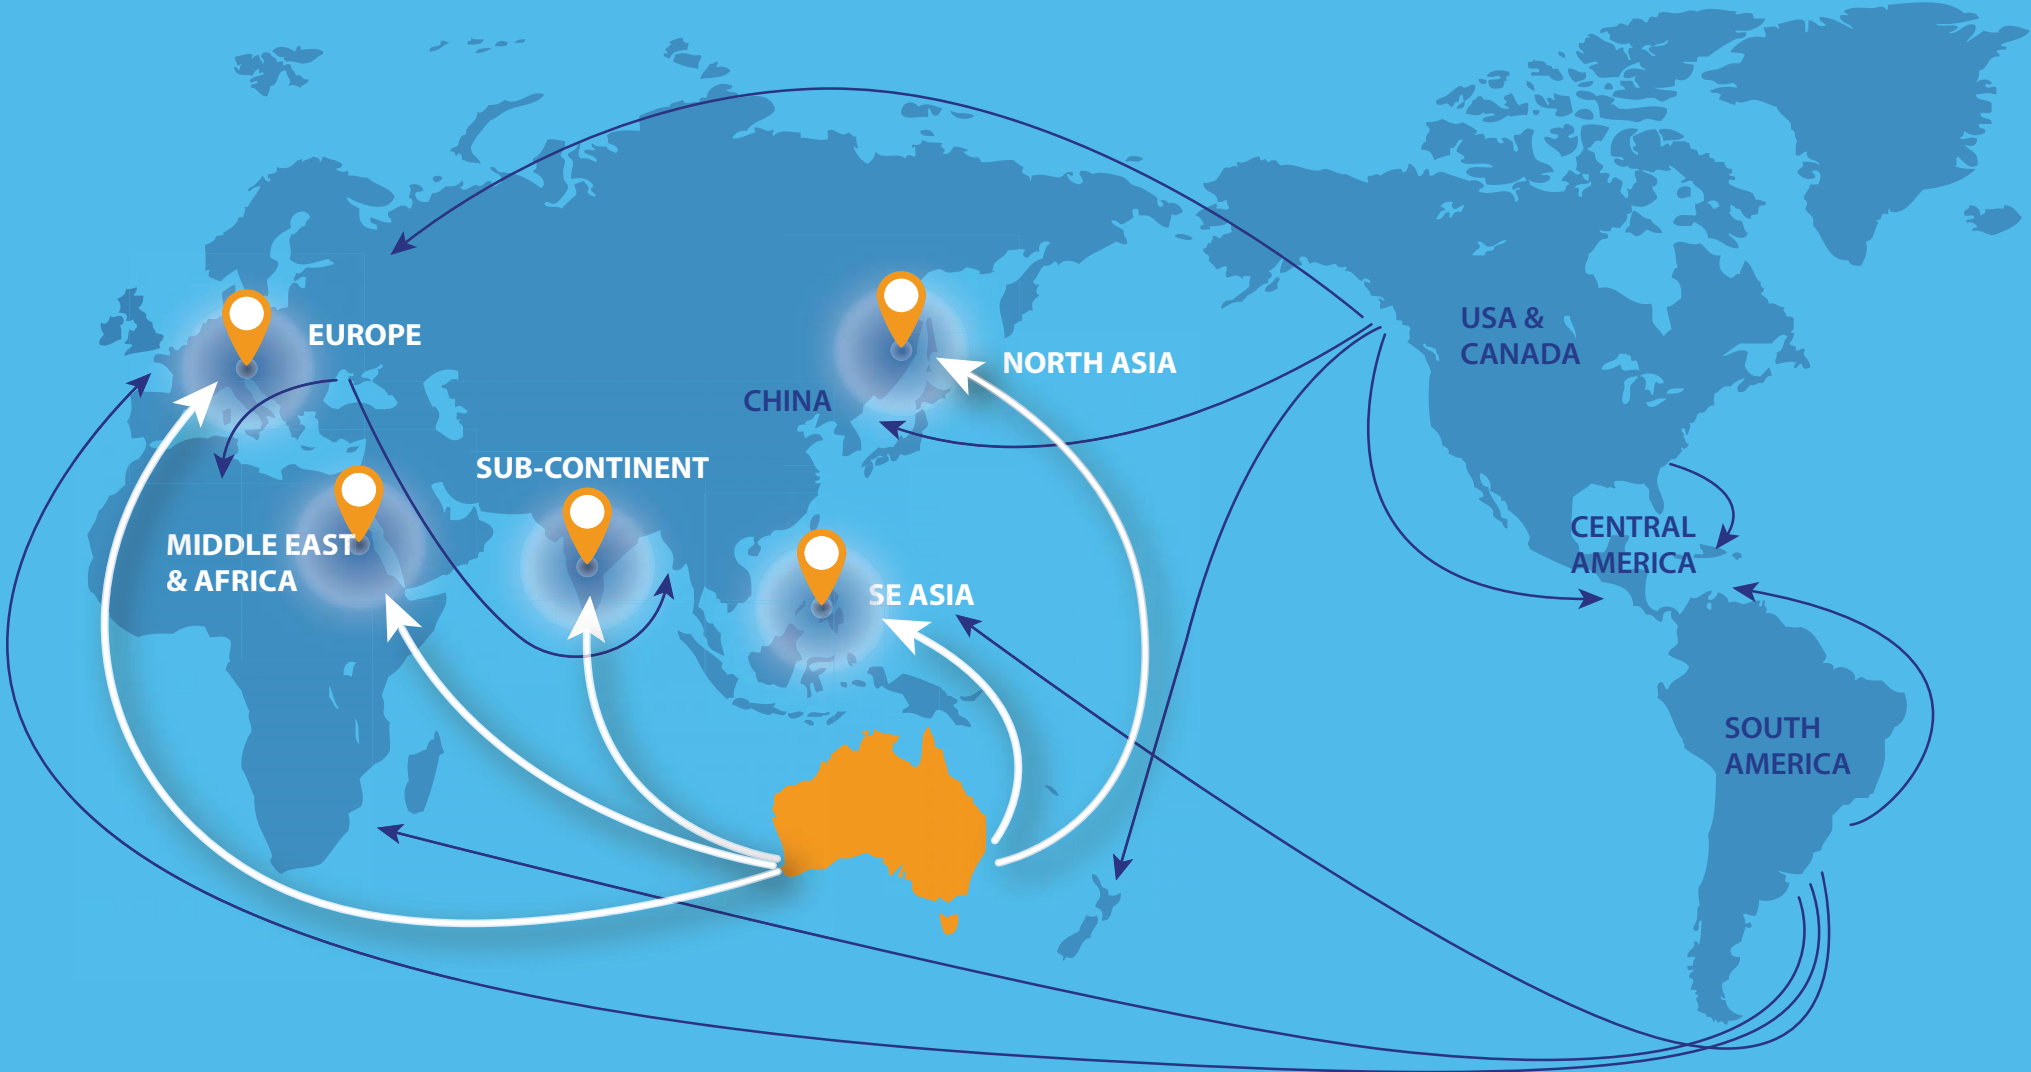 EUROPE
NORTH ASIA
CHINA
USA &
CANADA
SUB-CONTINENT
MIDDLE EAST
& AFRICA
SE ASIA
CENTRAL
AMERICA
SOUTH
AMERICA